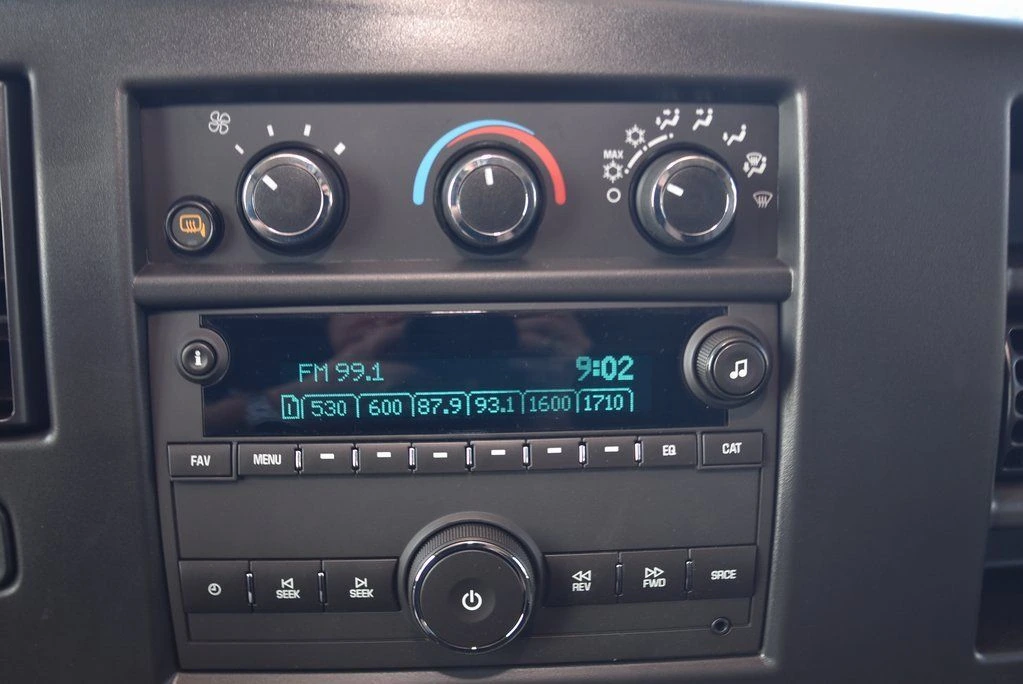 MAX
i
FM 99.1 9:02
1 530 600 87.9 93.1 1600 1710
FAV MENU EQ CAT
SEEK SEEK REV FWD SRCE